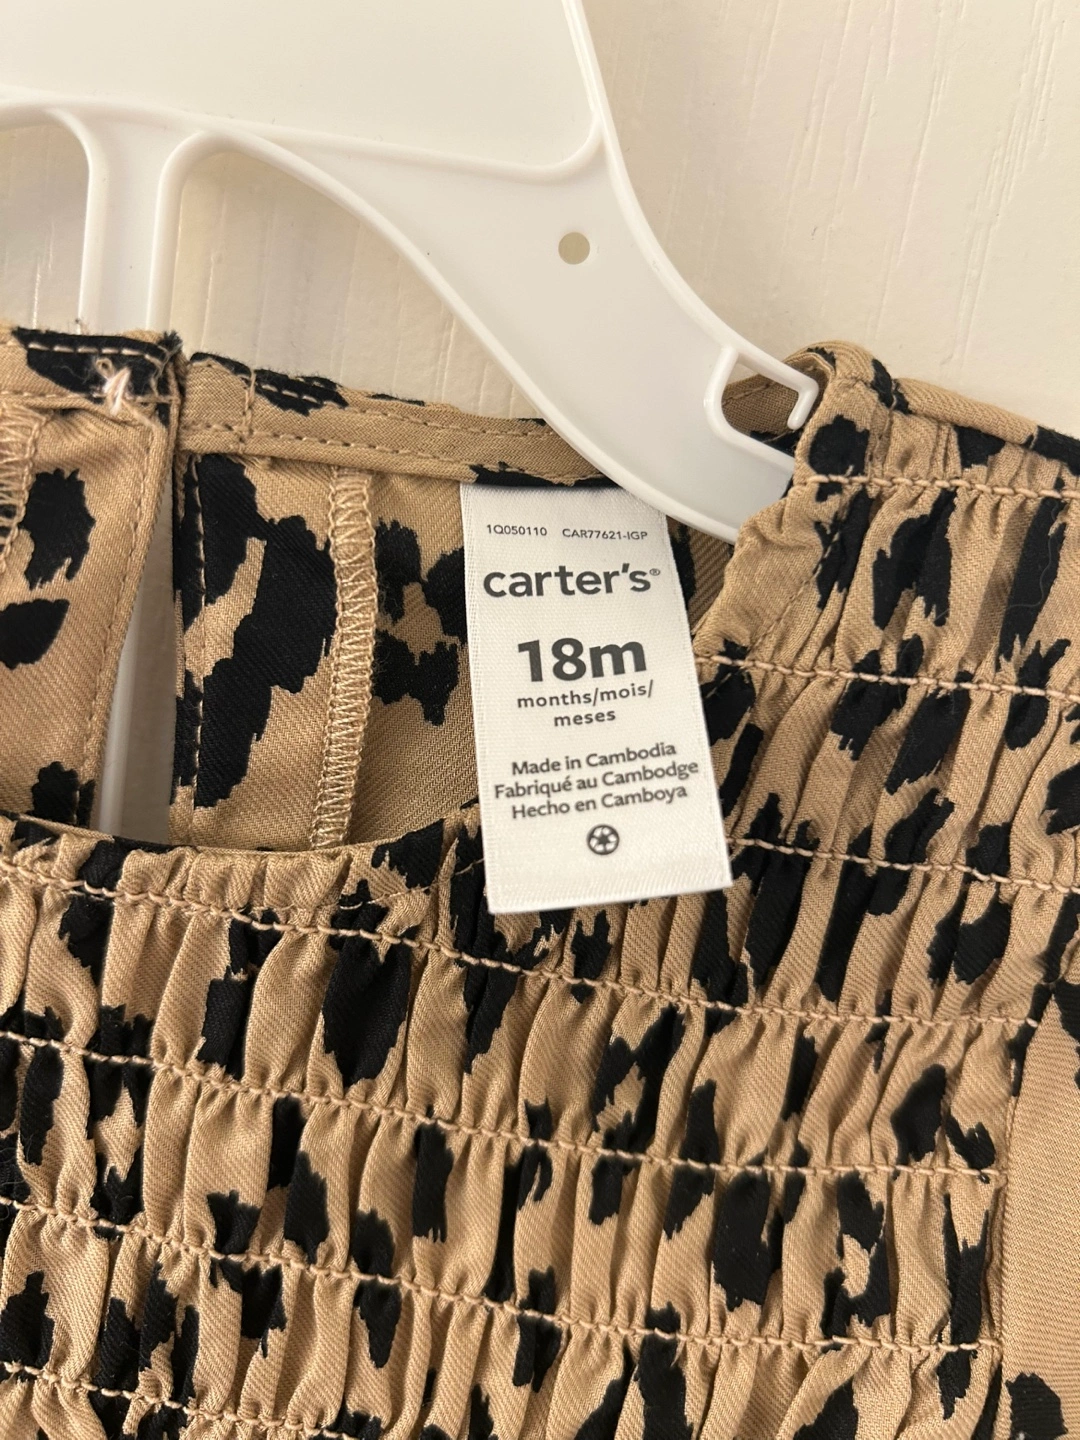 1Q050110 CAR77621-IGP
carter's®
18m
months/mois/
meses
Made in Cambodia
Fabriqué au Cambodge
Hecho en Camboya